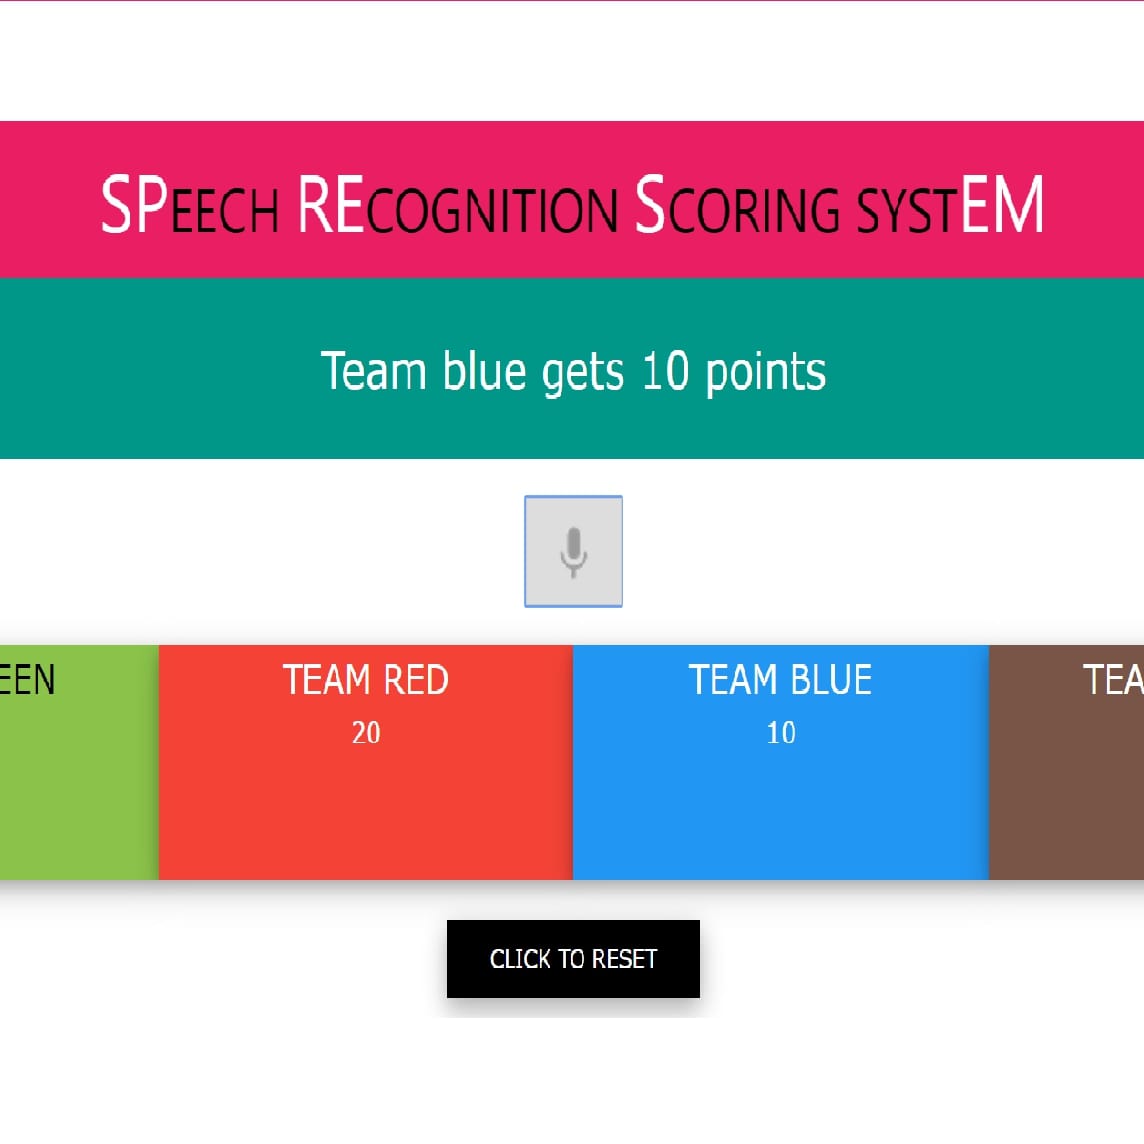 SPEECH RECOGNITION SCORING SYSTEM
Team blue gets 10 points
EEN
TEAM RED
20
TEAM BLUE
10
TEA
CLICK TO RESET